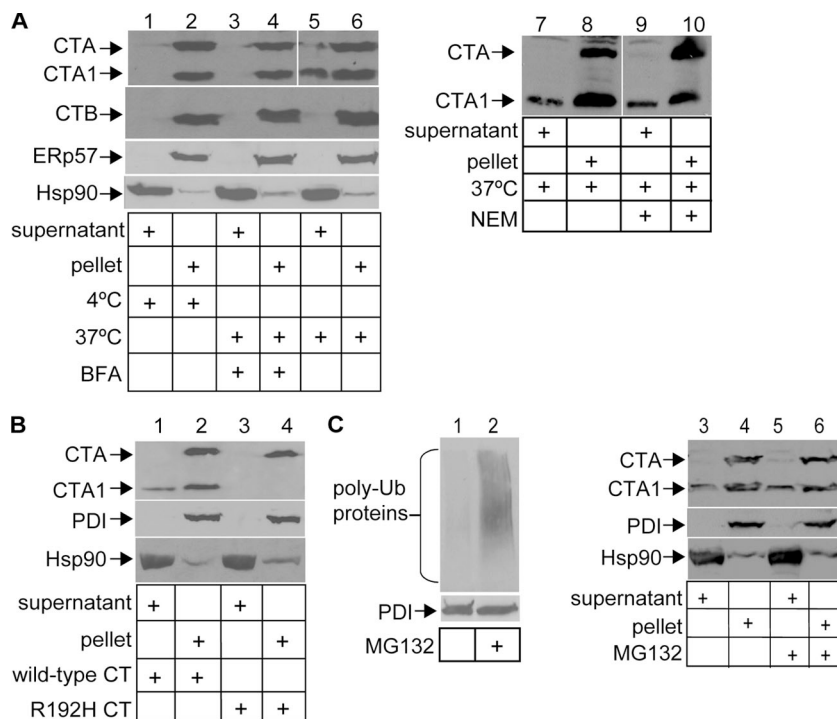 A
1 2 3 4 5 6
CTA
CTA1
CTB
ERp57
Hsp90
supernatant + + +
pellet + + +
4ºC + +
37ºC + + + +
BFA + +
7 8 9 10
CTA
CTA1
supernatant + +
pellet + +
37ºC + + + +
NEM + +
B
1 2 3 4
CTA
CTA1
PDI
Hsp90
supernatant + +
pellet + +
wild-type CT + +
R192H CT + +
C
1 2
poly-Ub
proteins
PDI
MG132 +
3 4 5 6
CTA
CTA1
PDI
Hsp90
supernatant + +
pellet + +
MG132 + +